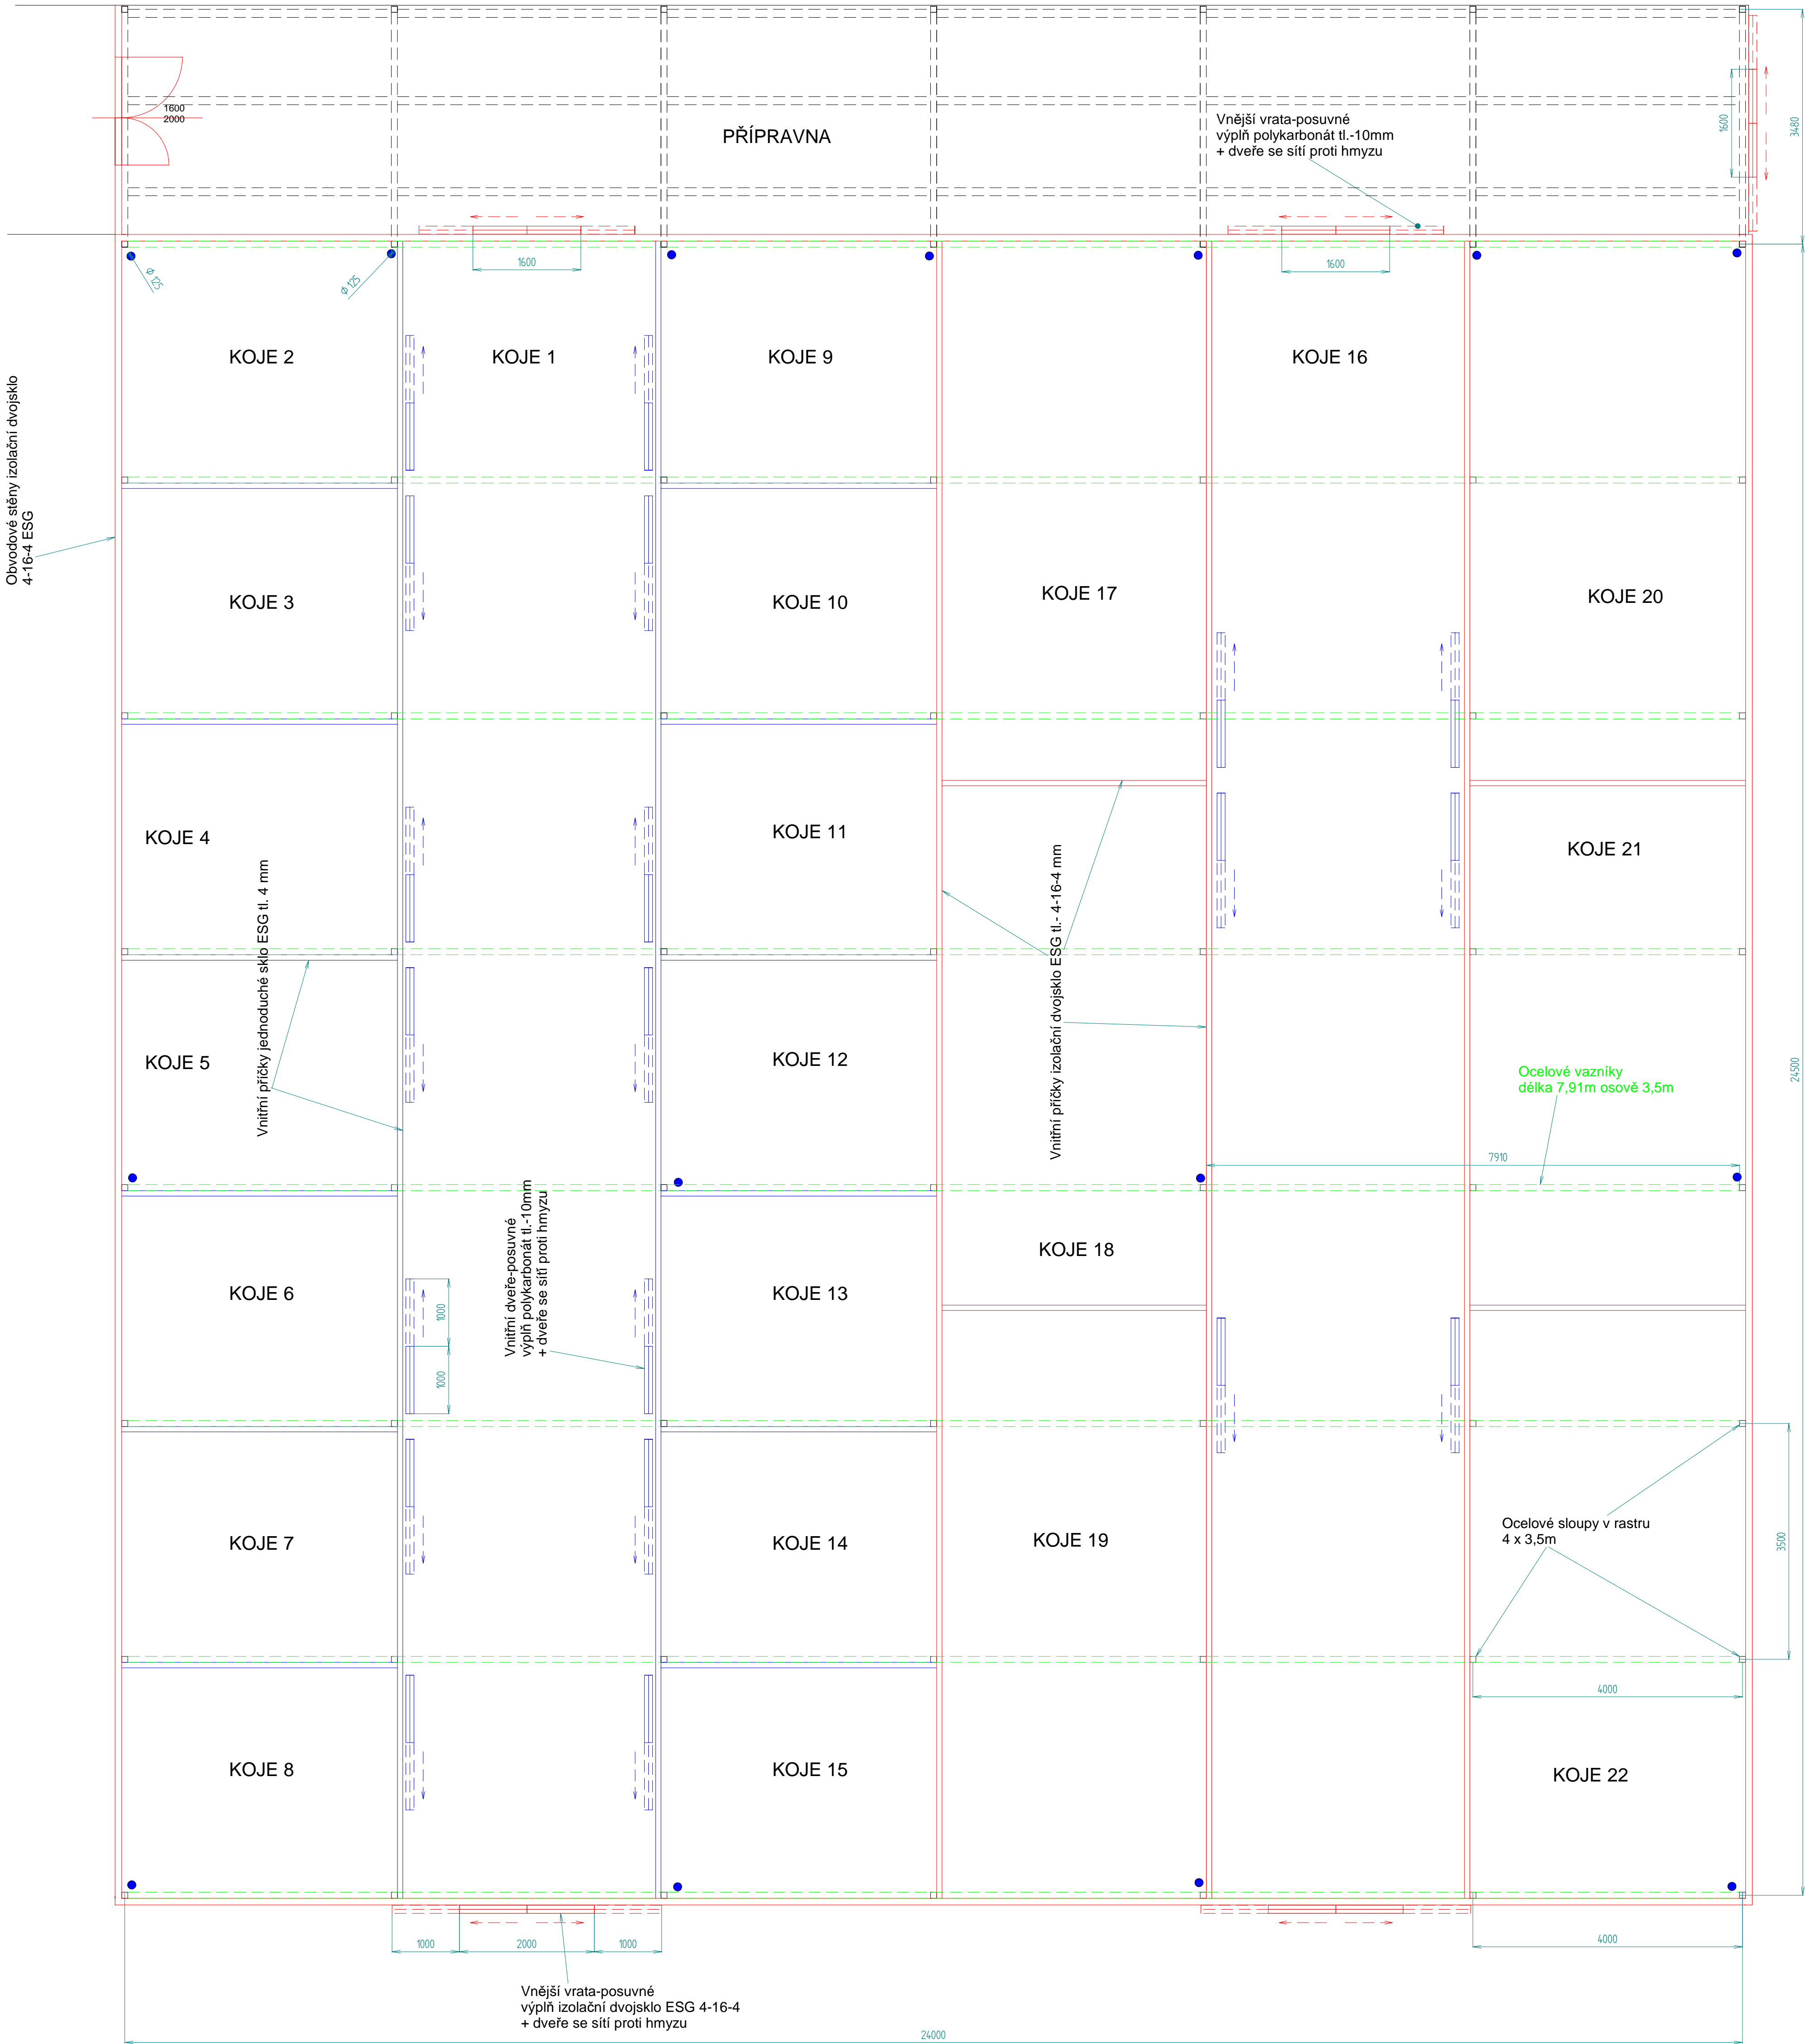 1600
2000
PŘÍPRAVNA
Vnější vrata-posuvné
výplň polykarbonát tl.-10mm
+ dveře se sítí proti hmyzu
1600
3480
1600
1600
Ø 125
Ø 125
KOJE 2
KOJE 1
KOJE 9
KOJE 16
Obvodové stěny izolační dvojsklo
4-16-4 ESG
KOJE 3
KOJE 10
KOJE 17
KOJE 20
KOJE 4
KOJE 11
KOJE 21
Vnitřní příčky jednoduché sklo ESG tl. 4 mm
Vnitřní příčky izolační dvojsklo ESG tl.- 4-16-4 mm
KOJE 5
KOJE 12
Ocelové vazníky
délka 7,91m osově 3,5m
24500
7910
Vnitřní dveře-posuvné
výplň polykarbonát tl.-10mm
+ dveře se sítí proti hmyzu
KOJE 18
KOJE 6
KOJE 13
1000
1000
Ocelové sloupy v rastru
4 x 3,5m
3500
KOJE 7
KOJE 14
KOJE 19
4000
KOJE 8
KOJE 15
KOJE 22
1000
2000
1000
4000
Vnější vrata-posuvné
výplň izolační dvojsklo ESG 4-16-4
+ dveře se sítí proti hmyzu
24000